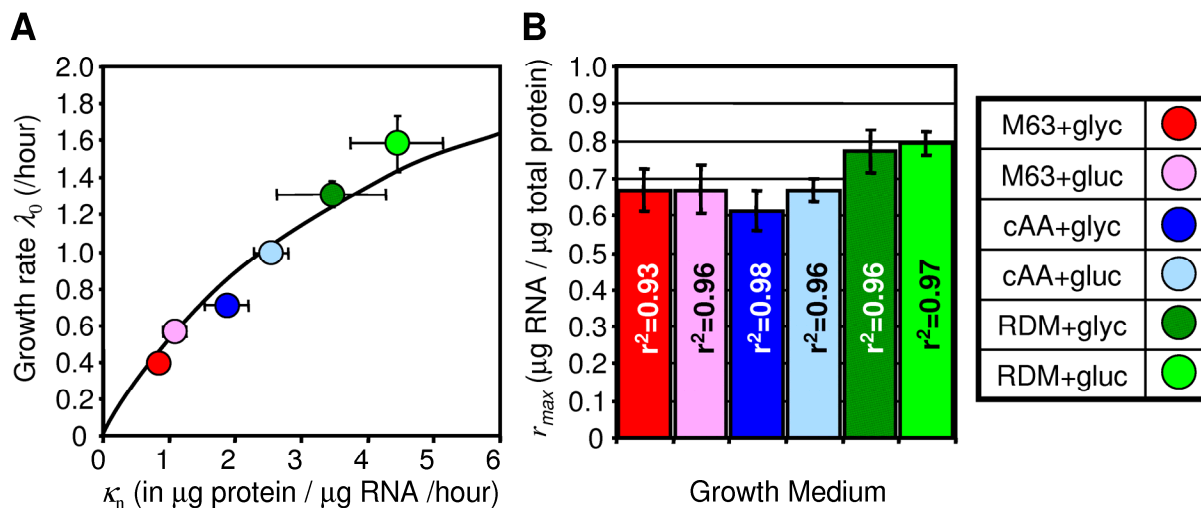 A
B
2.0
1.8
1.6
1.4
1.2
1.0
0.8
0.6
0.4
0.2
0
Growth rate λ₀ (/hour)
0 1 2 3 4 5 6
κₙ (in μg protein / μg RNA /hour)
1.0
0.9
0.8
0.7
0.6
0.5
0.4
0.3
0.2
0.1
0
r_max (μg RNA / μg total protein)
r²=0.93
r²=0.96
r²=0.98
r²=0.96
r²=0.96
r²=0.97
Growth Medium
M63+glyc
M63+gluc
cAA+glyc
cAA+gluc
RDM+glyc
RDM+gluc